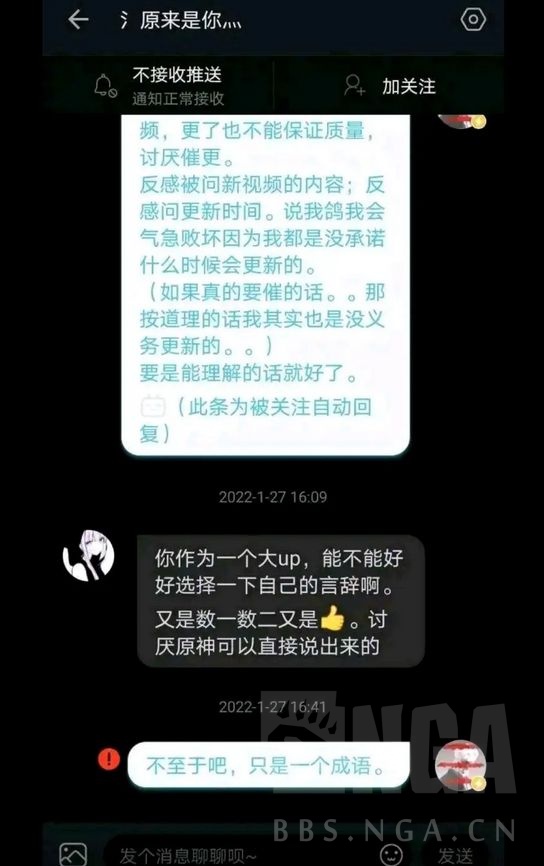 氵原来是你灬
不接收推送
通知正常接收
加关注
频，更了也不能保证质量，
讨厌催更。
反感被问新视频的内容；反
感问更新时间。说我鸽我会
气急败坏因为我都是没承诺
什么时候会更新的。
（如果真的要催的话。。那
按道理的话我其实也是没义
务更新的。。）
要是能理解的话就好了。
（此条为被关注自动回
复）
2022-1-27 16:09
你作为一个大up，能不能好
好选择一下自己的言辞啊。
又是数一数二又是👍。讨
厌原神可以直接说出来的
2022-1-27 16:41
不至于吧，只是一个成语。
NGA
BBS.NGA.CN
发个消息聊聊呗~
发送